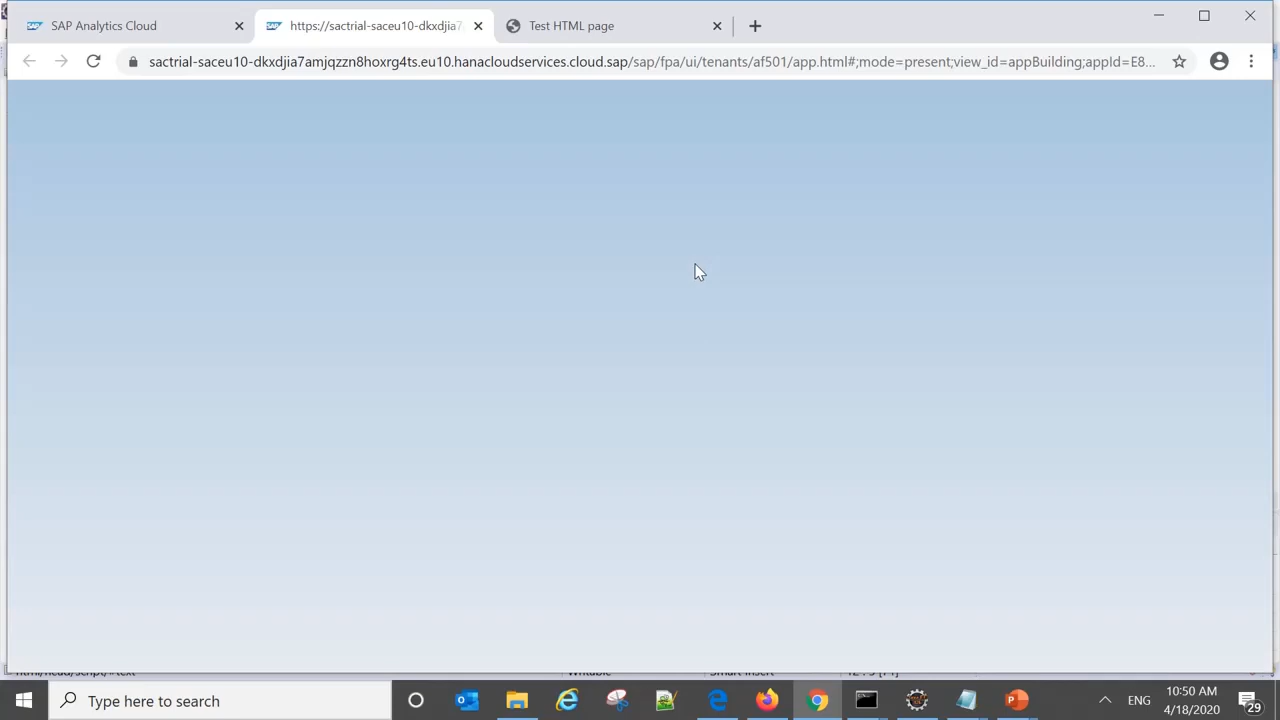 SAP Analytics Cloud
https://sactrial-saceu10-dkxdjia7
Test HTML page
sactrial-saceu10-dkxdjia7amjqzzn8hoxrg4ts.eu10.hanacloudservices.cloud.sap/sap/fpa/ui/tenants/af501/app.html#;mode=present;view_id=appBuilding;appId=E8...
Type here to search
ENG
10:50 AM
4/18/2020
29